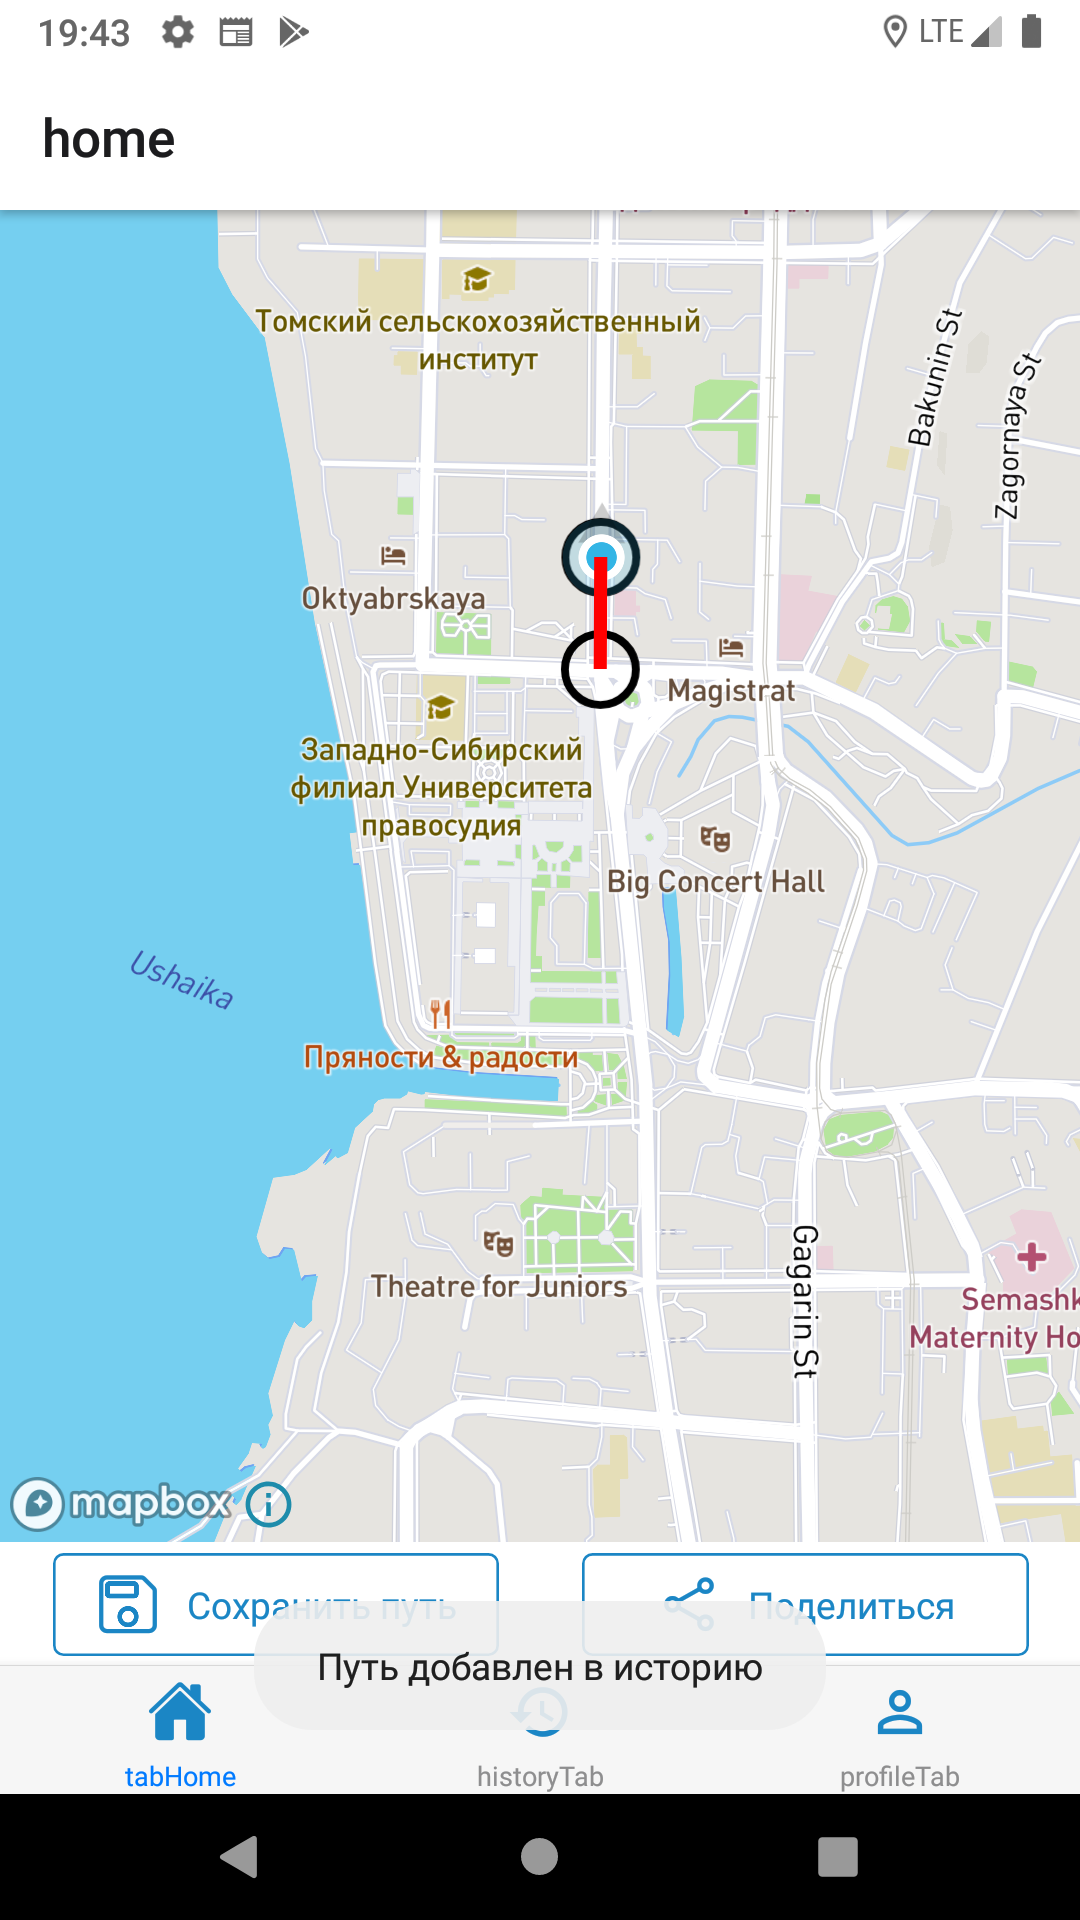 19:43
LTE
home
Томский сельскохозяйственный
институт
Bakunin St
Zagornaya St
Oktyabrskaya
Magistrat
Западно-Сибирский
филиал Университета
правосудия
Big Concert Hall
Ushaika
Пряности & радости
Theatre for Juniors
Gagarin St
Semashk
Maternity Ho
mapbox
Сохранить путь
Поделиться
Путь добавлен в историю
tabHome
historyTab
profileTab